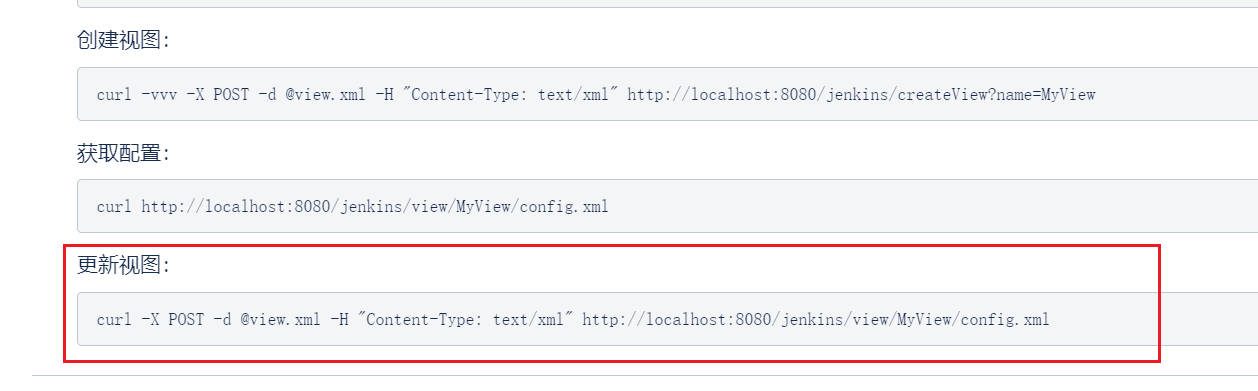 创建视图：
curl -vvv -X POST -d @view.xml -H "Content-Type: text/xml" http://localhost:8080/jenkins/createView?name=MyView
获取配置：
curl http://localhost:8080/jenkins/view/MyView/config.xml
更新视图：
curl -X POST -d @view.xml -H "Content-Type: text/xml" http://localhost:8080/jenkins/view/MyView/config.xml